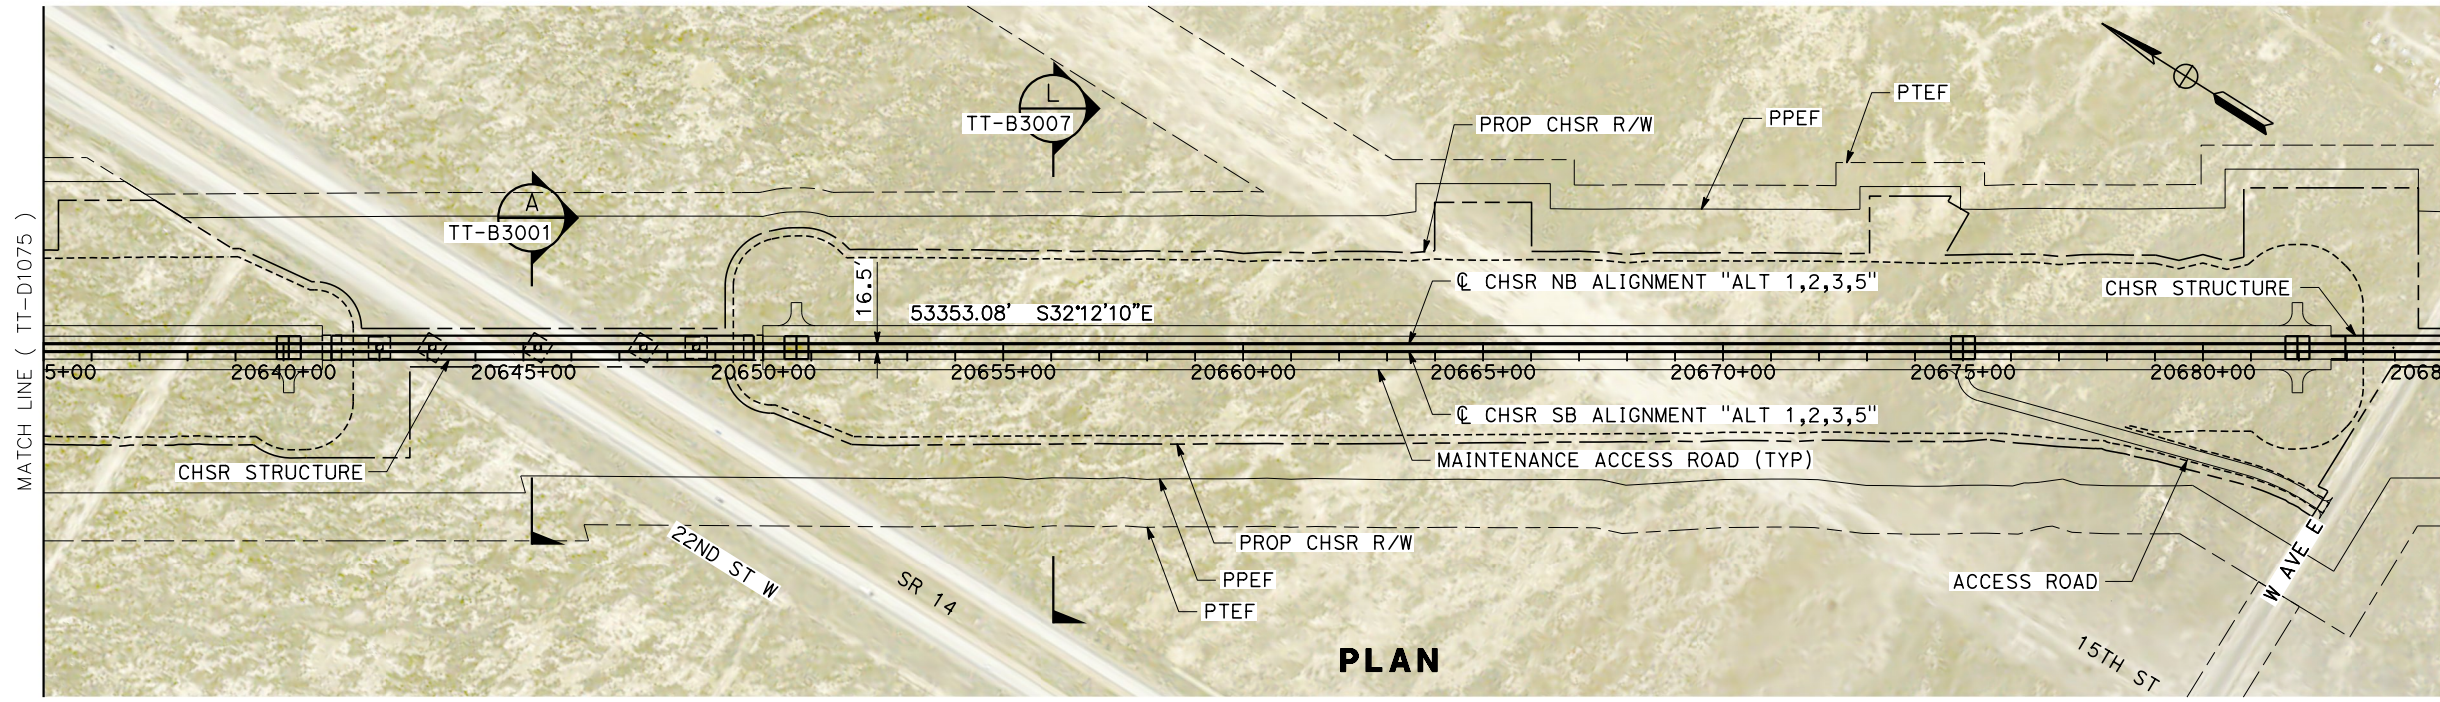 PTEF
PPEF
PROP CHSR R/W
L
TT-B3007
A
TT-B3001
MATCH LINE ( TT-D1075 )
16.5'
℄ CHSR NB ALIGNMENT "ALT 1,2,3,5"
CHSR STRUCTURE
53353.08' S32°12'10"E
5+00 20640+00 20645+00 20650+00 20655+00 20660+00 20665+00 20670+00 20675+00 20680+00 2068
℄ CHSR SB ALIGNMENT "ALT 1,2,3,5"
MAINTENANCE ACCESS ROAD (TYP)
CHSR STRUCTURE
PROP CHSR R/W
PPEF
PTEF
22ND ST W
SR 14
ACCESS ROAD
W AVE E
15TH ST
PLAN